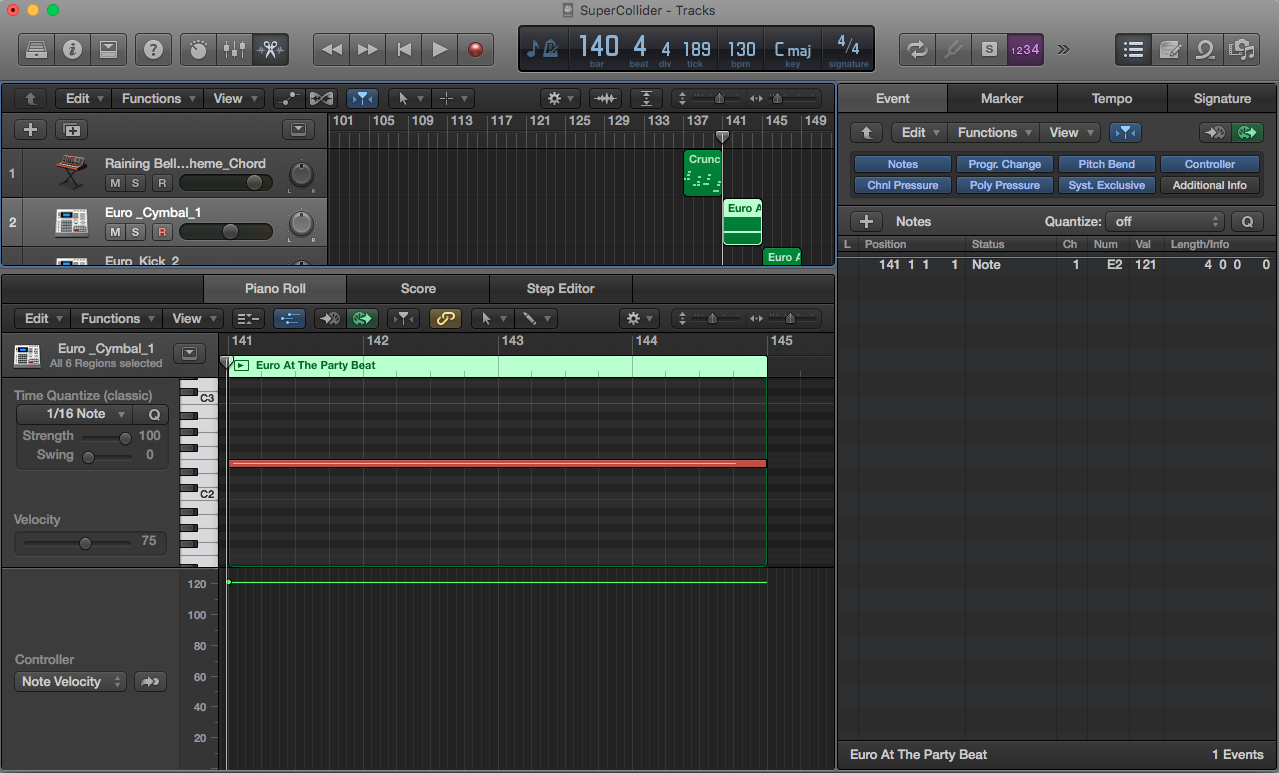 SuperCollider - Tracks
140 4 4 189 130 C maj 4/4
bar beat div tick bpm key signature
S 1234
Edit Functions View
101 105 109 113 117 121 125 129 133 137 141 145 149
1 Raining Bell...heme_Chord
M S R L R
Crunc
2 Euro _Cymbal_1
M S R L R
Euro A
Euro_Kick_2
Euro A
Piano Roll Score Step Editor
Edit Functions View
141 142 143 144 145
Euro _Cymbal_1
All 6 Regions selected
Euro At The Party Beat
Time Quantize (classic)
1/16 Note Q
Strength 100
Swing 0
Velocity
75
C3
C2
120
100
80
60
40
20
Controller
Note Velocity
Event Marker Tempo Signature
Edit Functions View
Notes Progr. Change Pitch Bend Controller
Chnl Pressure Poly Pressure Syst. Exclusive Additional Info
Notes Quantize: off Q
L Position Status Ch Num Val Length/Info
141 1 1 1 Note 1 E2 121 4 0 0 0
Euro At The Party Beat 1 Events